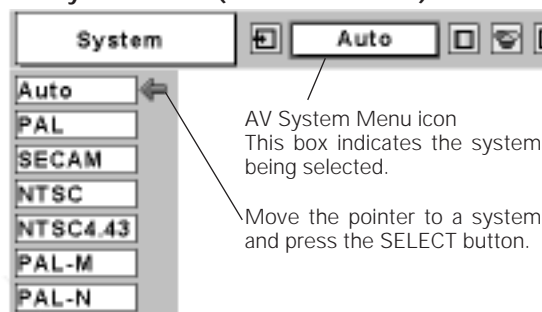 System Auto
Auto
PAL
SECAM
NTSC
NTSC4.43
PAL-M
PAL-N
AV System Menu icon
This box indicates the system
being selected.
Move the pointer to a system
and press the SELECT button.